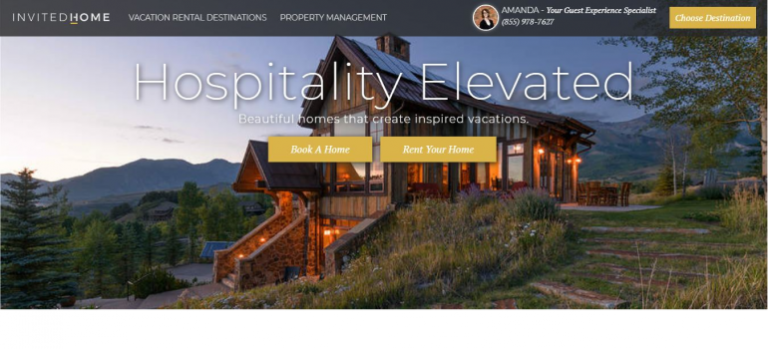 INVITEDHOME
VACATION RENTAL DESTINATIONS
PROPERTY MANAGEMENT
AMANDA - Your Guest Experience Specialist
(855) 978-7627
Choose Destination
Hospitality Elevated
Beautiful homes that create inspired vacations.
Book A Home
Rent Your Home